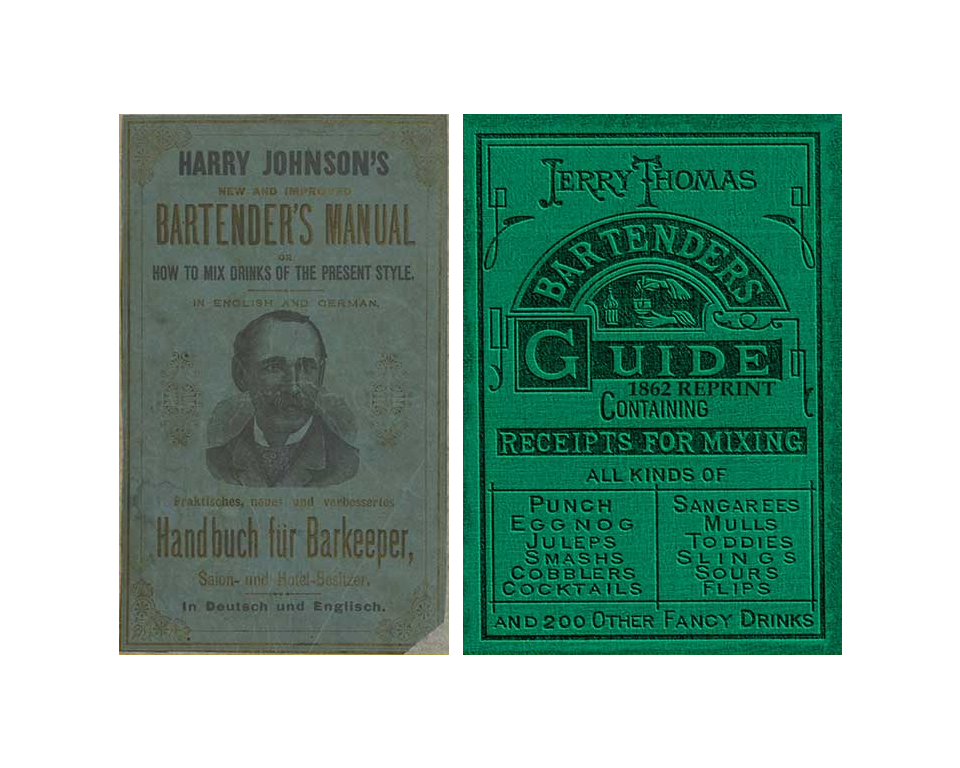 HARRY JOHNSON'S
NEW AND IMPROVED
BARTENDER'S MANUAL
OR
HOW TO MIX DRINKS OF THE PRESENT STYLE.
IN ENGLISH AND GERMAN.
Praktisches, neues und verbessertes
Handbuch für Barkeeper,
Salon- und Hotel-Besitzer.
In Deutsch und Englisch.
JERRY THOMAS
BARTENDERS
GUIDE
1862 REPRINT
CONTAINING
RECEIPTS FOR MIXING
ALL KINDS OF
PUNCH
EGGNOG
JULEPS
SMASHS
COBBLERS
COCKTAILS
SANGAREES
MULLS
TODDIES
SLINGS
SOURS
FLIPS
AND 200 OTHER FANCY DRINKS